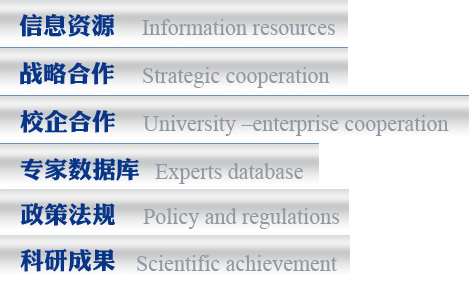 信息资源 Information resources
战略合作 Strategic cooperation
校企合作 University –enterprise cooperation
专家数据库 Experts database
政策法规 Policy and regulations
科研成果 Scientific achievement